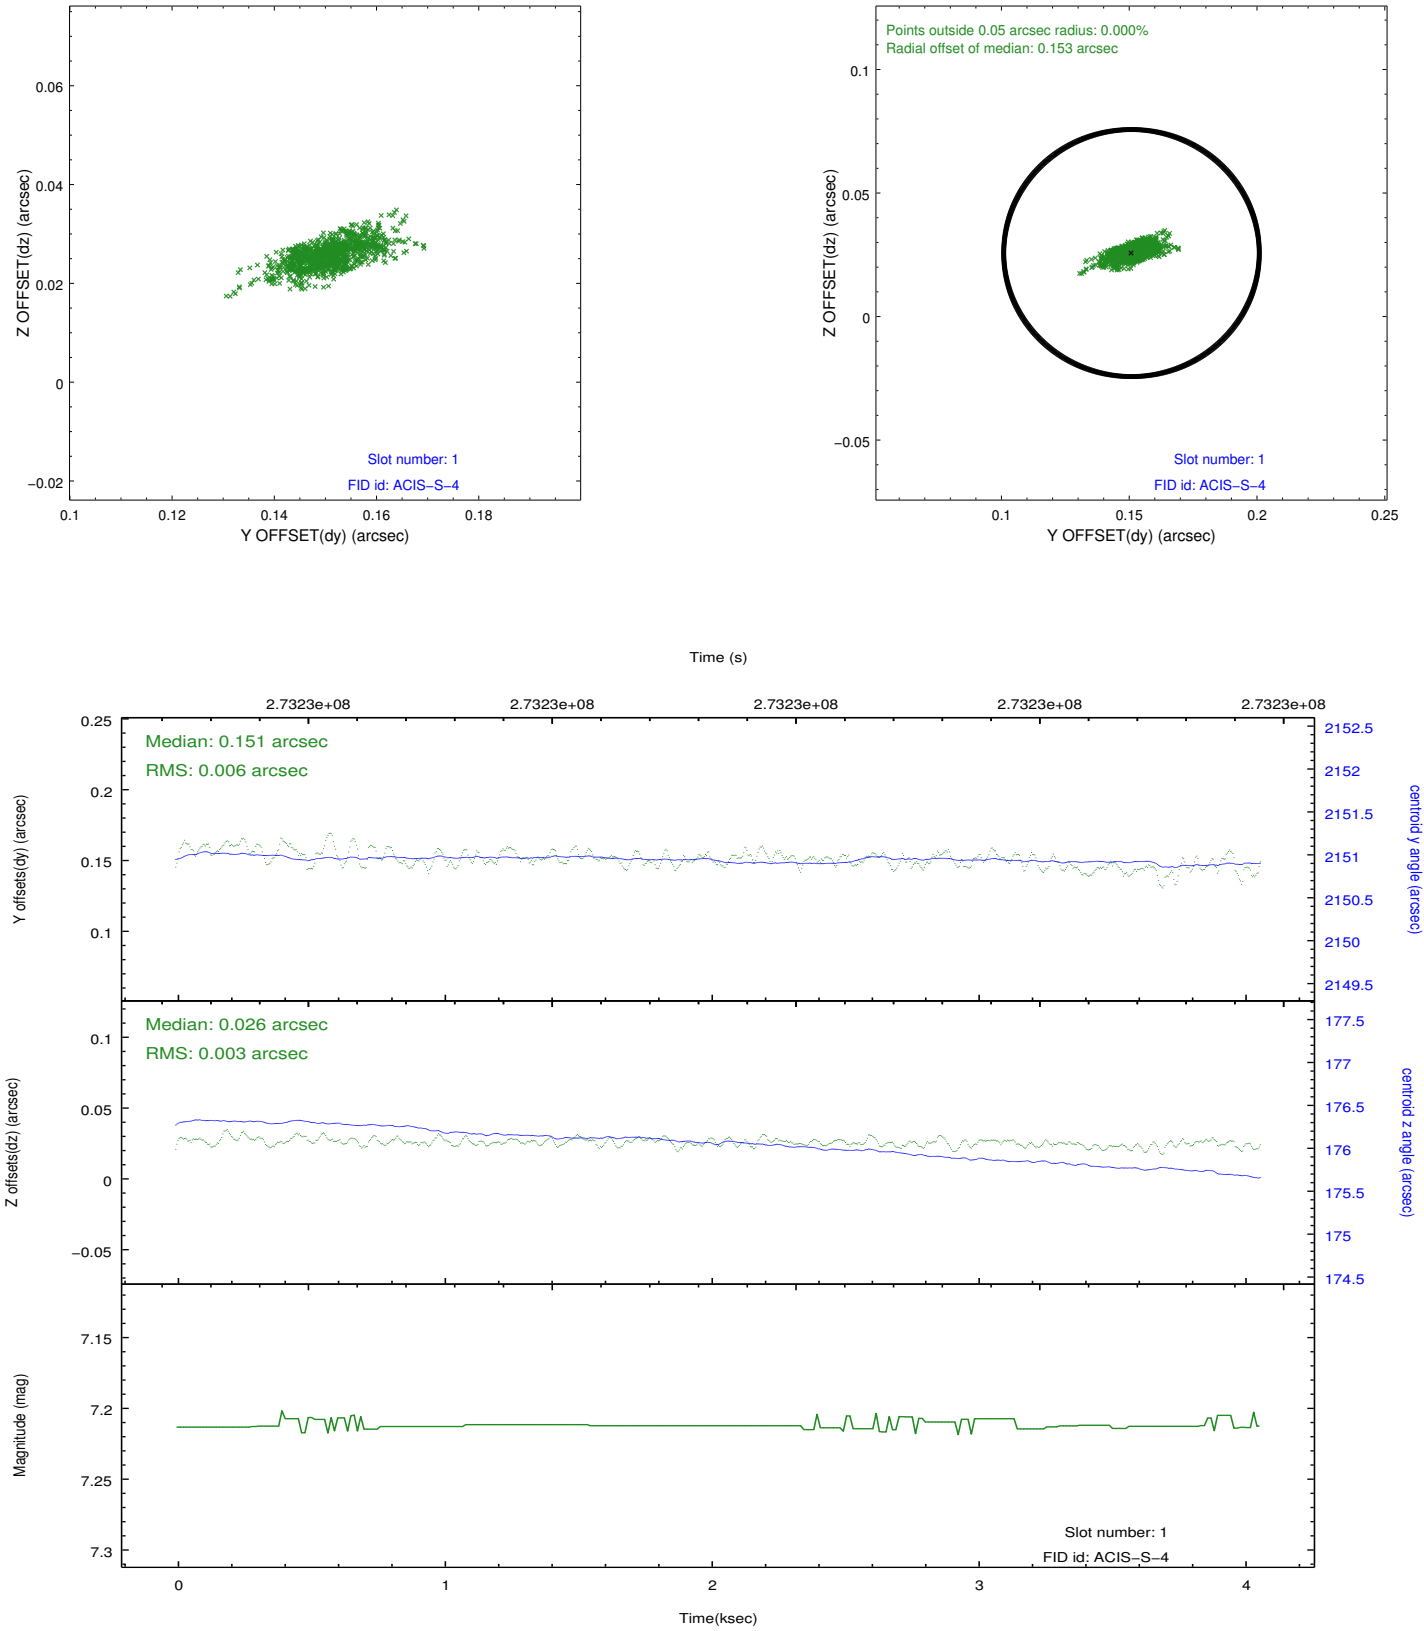 0.06
0.04
0.02
0
−0.02
Z OFFSET(dz) (arcsec)
Slot number: 1
FID id: ACIS−S−4
0.1 0.12 0.14 0.16 0.18
Y OFFSET(dy) (arcsec)
Points outside 0.05 arcsec radius: 0.000%
Radial offset of median: 0.153 arcsec
0.1
0.05
0
−0.05
Z OFFSET(dz) (arcsec)
Slot number: 1
FID id: ACIS−S−4
0.1 0.15 0.2 0.25
Y OFFSET(dy) (arcsec)
Time (s)
2.7323e+08 2.7323e+08 2.7323e+08 2.7323e+08 2.7323e+08
Median: 0.151 arcsec
RMS: 0.006 arcsec
0.25
0.2
0.15
0.1
Y offsets(dy) (arcsec)
2152.5
2152
2151.5
2151
2150.5
2150
2149.5
centroid y angle (arcsec)
Median: 0.026 arcsec
RMS: 0.003 arcsec
0.1
0.05
0
−0.05
Z offsets(dz) (arcsec)
177.5
177
176.5
176
175.5
175
174.5
centroid z angle (arcsec)
7.15
7.2
7.25
7.3
Magnitude (mag)
Slot number: 1
FID id: ACIS−S−4
0 1 2 3 4
Time(ksec)